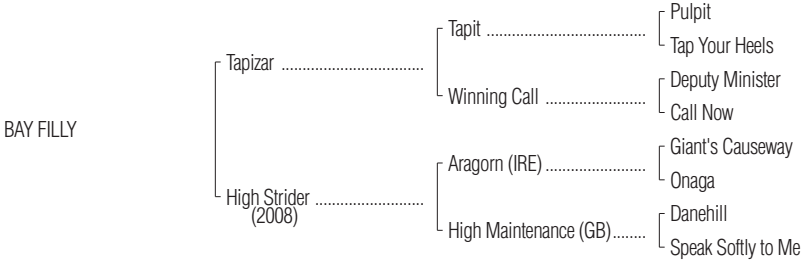 Pulpit
Tapit ....................................
Tap Your Heels
Tapizar ................................
Deputy Minister
Winning Call .......................
Call Now
BAY FILLY
Giant's Causeway
Aragorn (IRE) .......................
Onaga
High Strider ........................
(2008)
Danehill
High Maintenance (GB)........
Speak Softly to Me